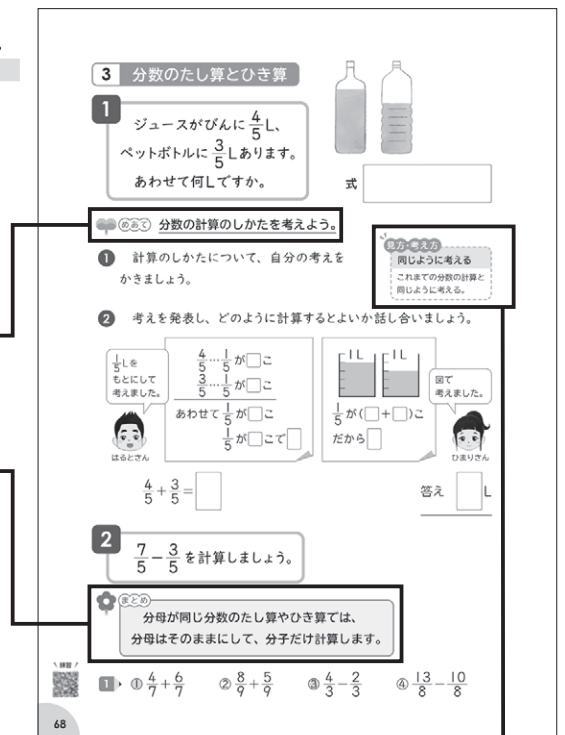 3 分数のたし算とひき算
1
ジュースがびんに 4/5 L、
ペットボトルに 3/5 Lあります。
あわせて何Lですか。
式
めあて 分数の計算のしかたを考えよう。
見方・考え方
同じように考える
これまでの分数の計算と
同じように考える。
❶ 計算のしかたについて、自分の考えを
かきましょう。
❷ 考えを発表し、どのように計算するとよいか話し合いましょう。
1/5 Lを
もとにして
考えました。
はるとさん
4/5 … 1/5 が□こ
3/5 … 1/5 が□こ
あわせて 1/5 が□こ
1/5 が□こで□
1L 1L
1/5 が(□+□)こ
だから□
図で
考えました。
ひまりさん
4/5 + 3/5 = □
答え □ L
2
7/5 − 3/5 を計算しましょう。
まとめ
分母が同じ分数のたし算やひき算では、
分母はそのままにして、分子だけ計算します。
練習
1 ① 4/7 + 6/7 ② 8/9 + 5/9 ③ 4/3 − 2/3 ④ 13/8 − 10/8
68